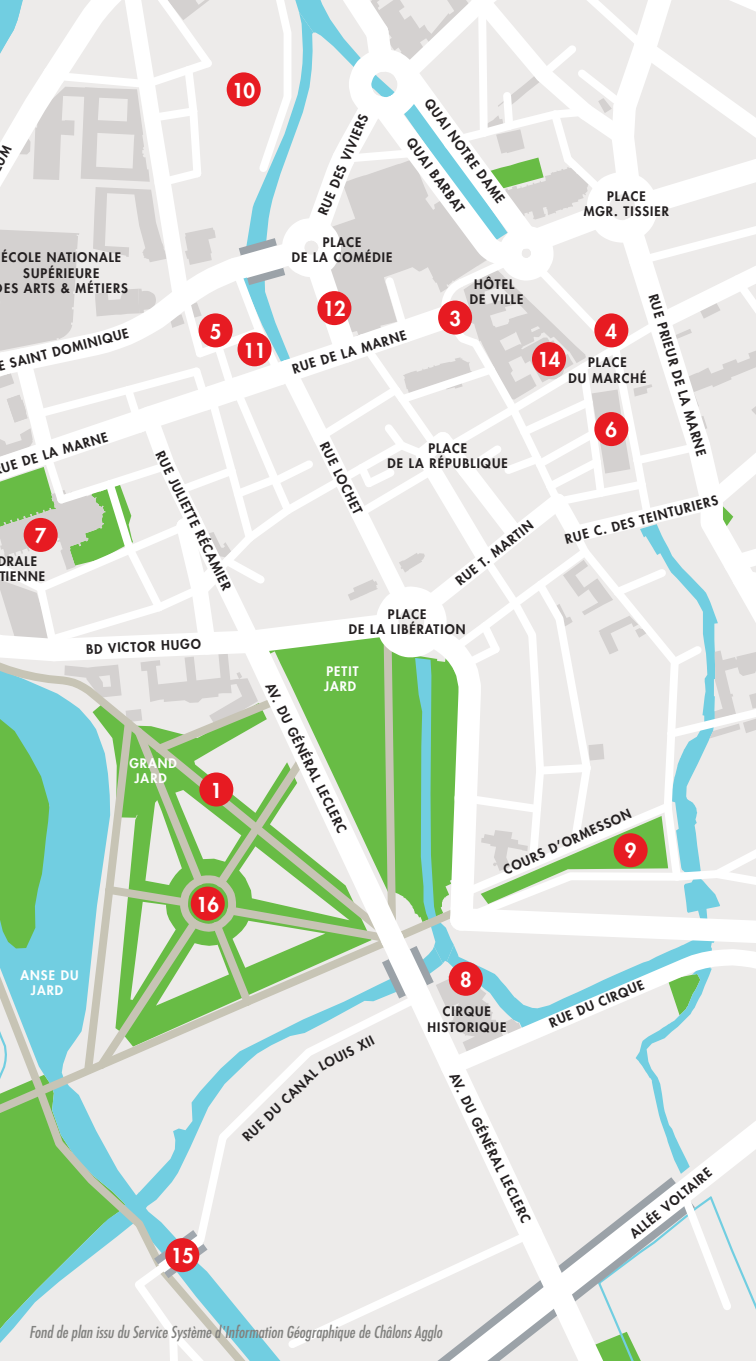 10
QUAI NOTRE DAME
QUAI BARBAT
RUE DES VIVIERS
PLACE
MGR. TISSIER
PLACE
DE LA COMÉDIE
ÉCOLE NATIONALE
SUPÉRIEURE
DES ARTS & MÉTIERS
HÔTEL
DE VILLE
12
3
5
11
4
14
PLACE
DU MARCHÉ
RUE PRIEUR DE LA MARNE
E SAINT DOMINIQUE
RUE DE LA MARNE
6
RUE DE LA MARNE
PLACE
DE LA RÉPUBLIQUE
RUE LOCHET
RUE JULIETTE RÉCAMIER
7
DRALE
TIENNE
RUE C. DES TEINTURIERS
RUE T. MARTIN
PLACE
DE LA LIBÉRATION
BD VICTOR HUGO
PETIT
JARD
AV. DU GÉNÉRAL LECLERC
GRAND
JARD
1
COURS D'ORMESSON
9
16
ANSE DU
JARD
8
CIRQUE
HISTORIQUE
RUE DU CIRQUE
RUE DU CANAL LOUIS XII
AV. DU GÉNÉRAL LECLERC
ALLÉE VOLTAIRE
15
Fond de plan issu du Service Système d'Information Géographique de Châlons Agglo